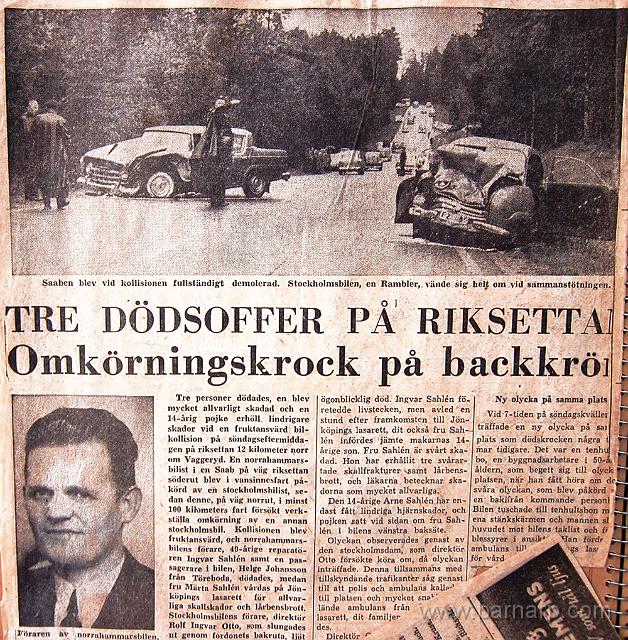 Saaben blev vid kollisionen fullständigt demolerad. Stockholmsbilen, en Rambler, vände sig helt om vid sammanstötningen.
TRE DÖDSOFFER PÅ RIKSETTAN
Omkörningskrock på backkrö
Tre personer dödades, en blev
mycket allvarligt skadad och en
14-årig pojke erhöll lindrigare
skador vid en fruktansvärd bil-
kollision på söndagseftermidda-
gen på riksettan 12 kilometer norr
om Vaggeryd. En norrahammars-
bilist i en Saab på väg riksettan
söderut blev i vansinnesfart på-
körd av en stockholmsbilist, se-
dan denne, på väg norrut, i minst
100 kilometers fart försökt verk-
ställa omkörning av en annan
stockholmsbil. Kollisionen blev
fruktansvärd, och norrahammars-
bilens förare, 49-årige reparatö-
ren Ingvar Sahlén samt en pas-
sagerare i bilen, Helge Johansson
från Töreboda, dödades, medan
fru Märta Sahlén vårdas på Jön-
köpings lasarett för allvar-
liga skallskador och lårbensbrott.
Stockholmsbilens förare, direktör
Rolf Ingvar Otto, som slungades
ut genom fordonets bakruta, ljöt
ögonblicklig död. Ingvar Sahlén fö-
retedde livstecken, men avled en
stund efter framkomsten till Jön-
köpings lasarett, dit också fru Sah-
lén infördes jämte makarnas 14-
årige son. Fru Sahlén är svårt ska-
dad. Hon har erhållit tre svårar-
tade skallfrakturer samt lårbens-
brott, och läkarna betecknar ska-
dorna som mycket allvarliga.
Den 14-årige Arne Sahlén har en-
dast fått lindriga hjärnskador, och
pojken satt vid sidan om fru Sah-
lén i bilens vänstra baksäte.
Olyckan observerades genast av
den stockholmsdam, som direktör
Otto försökte köra om, då olyckan
inträffade. Denna tillsammans med
tillskyndande trafikanter såg genast
till att polis och ambulans kalla
till platsen och mycket sna
lände ambulans från
lasarett, dit familjen
des.
Direktör
Ny olycka på samma plats
Vid 7-tiden på söndagskvälle
träffade en ny olycka på sa
plats som dödskrocken några t
mar tidigare. Det var en tenhu
bo, en byggnadsarbetare i 50-å
åldern, som begett sig till olyck
platsen, när han fått höra om de
svåra olyckan, som blev påkörd
en bakifrån kommande person
Bilen tuschade till tenhultsbon m
ena stänkskärmen och mannen sl
huvudet mot bilens taklist och f
blessyrer i ansikt
ambulans till
för vård
Föraren av norrahammarsbilen,
www.barnarp.com